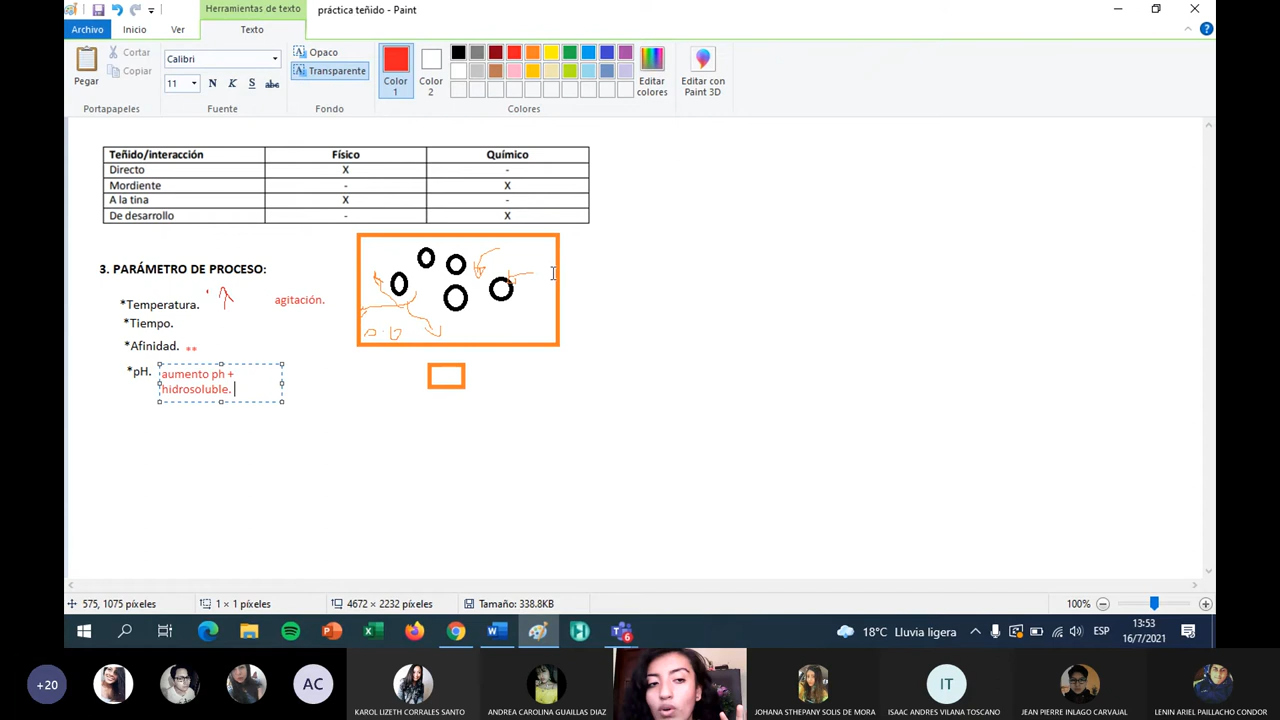 Herramientas de texto
práctica teñido - Paint
Archivo
Inicio
Ver
Texto
Pegar
Cortar
Copiar
Portapapeles
Calibri
11
N K S abc
Fuente
Opaco
Transparente
Fondo
Color 1
Color 2
Editar colores
Colores
Editar con Paint 3D
Teñido/interacción Físico Químico
Directo X -
Mordiente - X
A la tina X -
De desarrollo - X
3. PARÁMETRO DE PROCESO:
*Temperatura.
agitación.
*Tiempo.
*Afinidad. **
*pH. aumento ph +
hidrosoluble.
575, 1075 píxeles
1 × 1 píxeles
4672 × 2232 píxeles
Tamaño: 338.8KB
100%
18°C Lluvia ligera
ESP
13:53
16/7/2021
+20
AC
KAROL LIZETH CORRALES SANTO
ANDREA CAROLINA GUAILLAS DIAZ
JOHANA STHEPANY SOLIS DE MORA
IT
ISAAC ANDRES VILANA TOSCANO
JEAN PIERRE INLAGO CARVAJAL
LENIN ARIEL PAILLACHO CONDOR